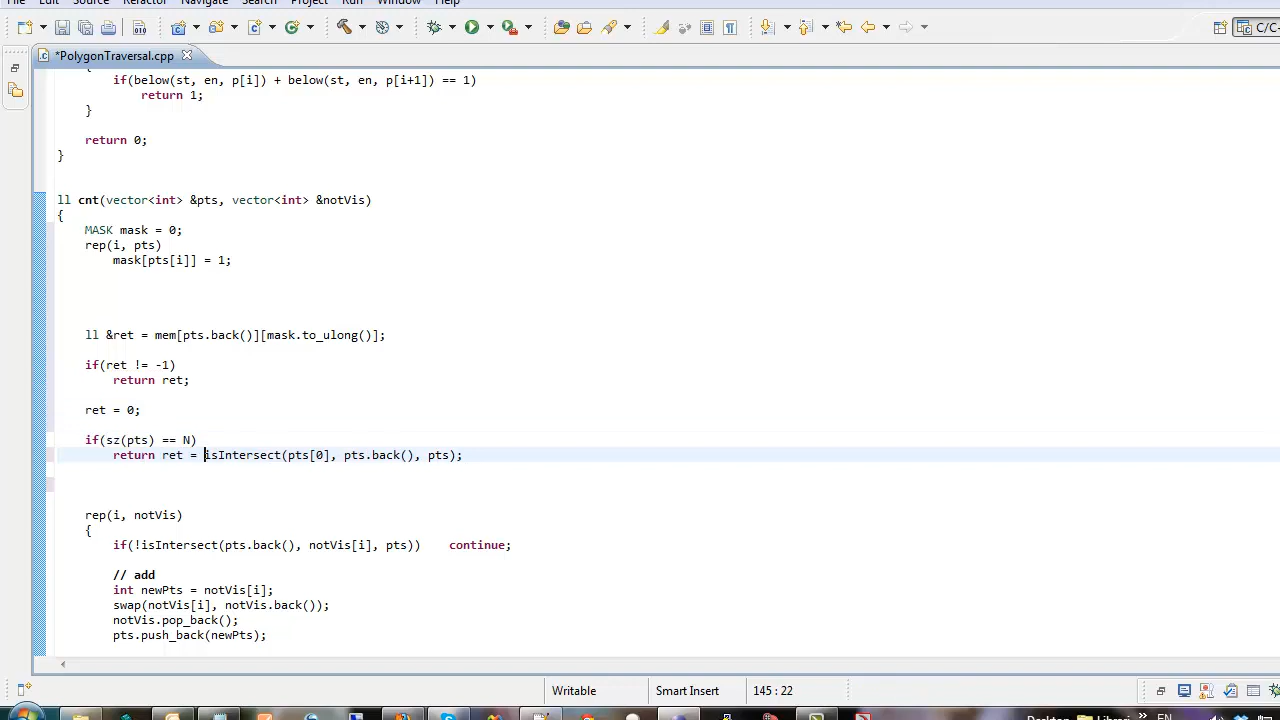 File Edit Source Refactor Navigate Search Project Run Window Help
C/C+
*PolygonTraversal.cpp
{
if(below(st, en, p[i]) + below(st, en, p[i+1]) == 1)
return 1;
}
return 0;
}
ll cnt(vector<int> &pts, vector<int> &notVis)
{
MASK mask = 0;
rep(i, pts)
mask[pts[i]] = 1;
ll &ret = mem[pts.back()][mask.to_ulong()];
if(ret != -1)
return ret;
ret = 0;
if(sz(pts) == N)
return ret = isIntersect(pts[0], pts.back(), pts);
rep(i, notVis)
{
if(!isIntersect(pts.back(), notVis[i], pts)) continue;
// add
int newPts = notVis[i];
swap(notVis[i], notVis.back());
notVis.pop_back();
pts.push_back(newPts);
Writable Smart Insert 145 : 22
Desktop Librar EN